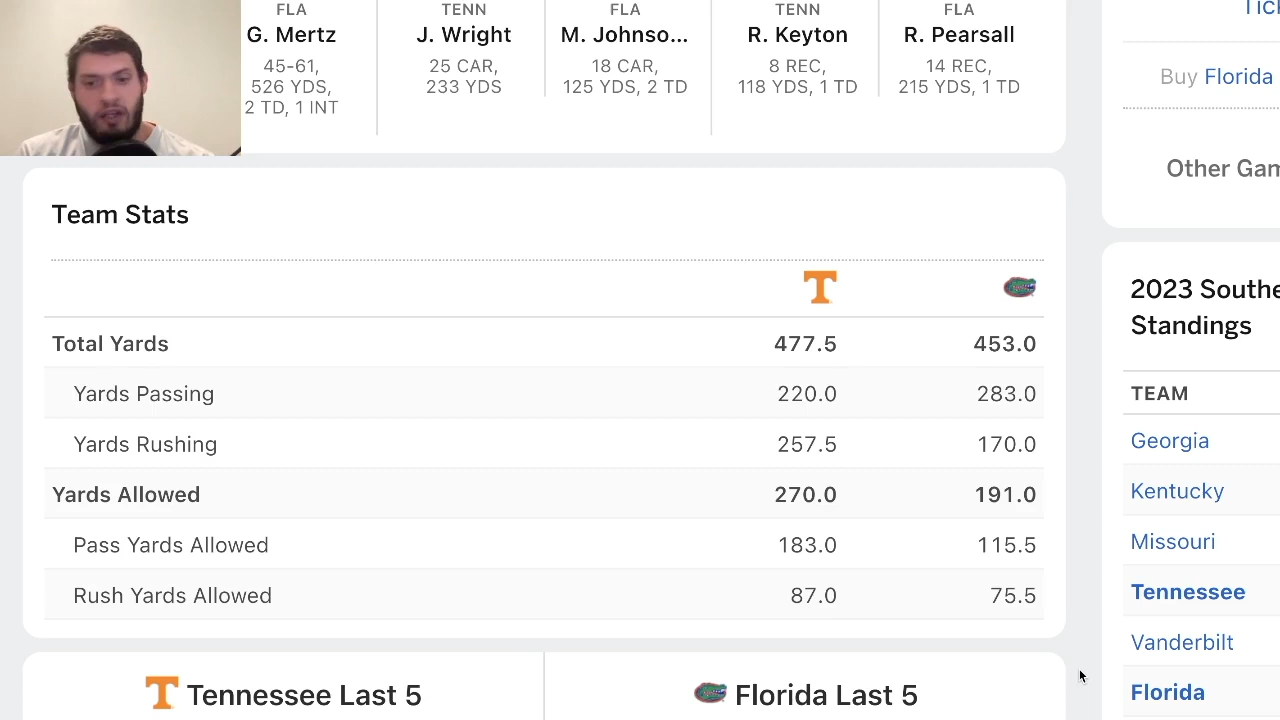 FLA
G. Mertz
45-61,
526 YDS,
2 TD, 1 INT
TENN
J. Wright
25 CAR,
233 YDS
FLA
M. Johnso...
18 CAR,
125 YDS, 2 TD
TENN
R. Keyton
8 REC,
118 YDS, 1 TD
FLA
R. Pearsall
14 REC,
215 YDS, 1 TD
Team Stats
T
Total Yards 477.5 453.0
Yards Passing 220.0 283.0
Yards Rushing 257.5 170.0
Yards Allowed 270.0 191.0
Pass Yards Allowed 183.0 115.5
Rush Yards Allowed 87.0 75.5
T Tennessee Last 5
Florida Last 5
Buy Florida
Other Gam
2023 Southe
Standings
TEAM
Georgia
Kentucky
Missouri
Tennessee
Vanderbilt
Florida